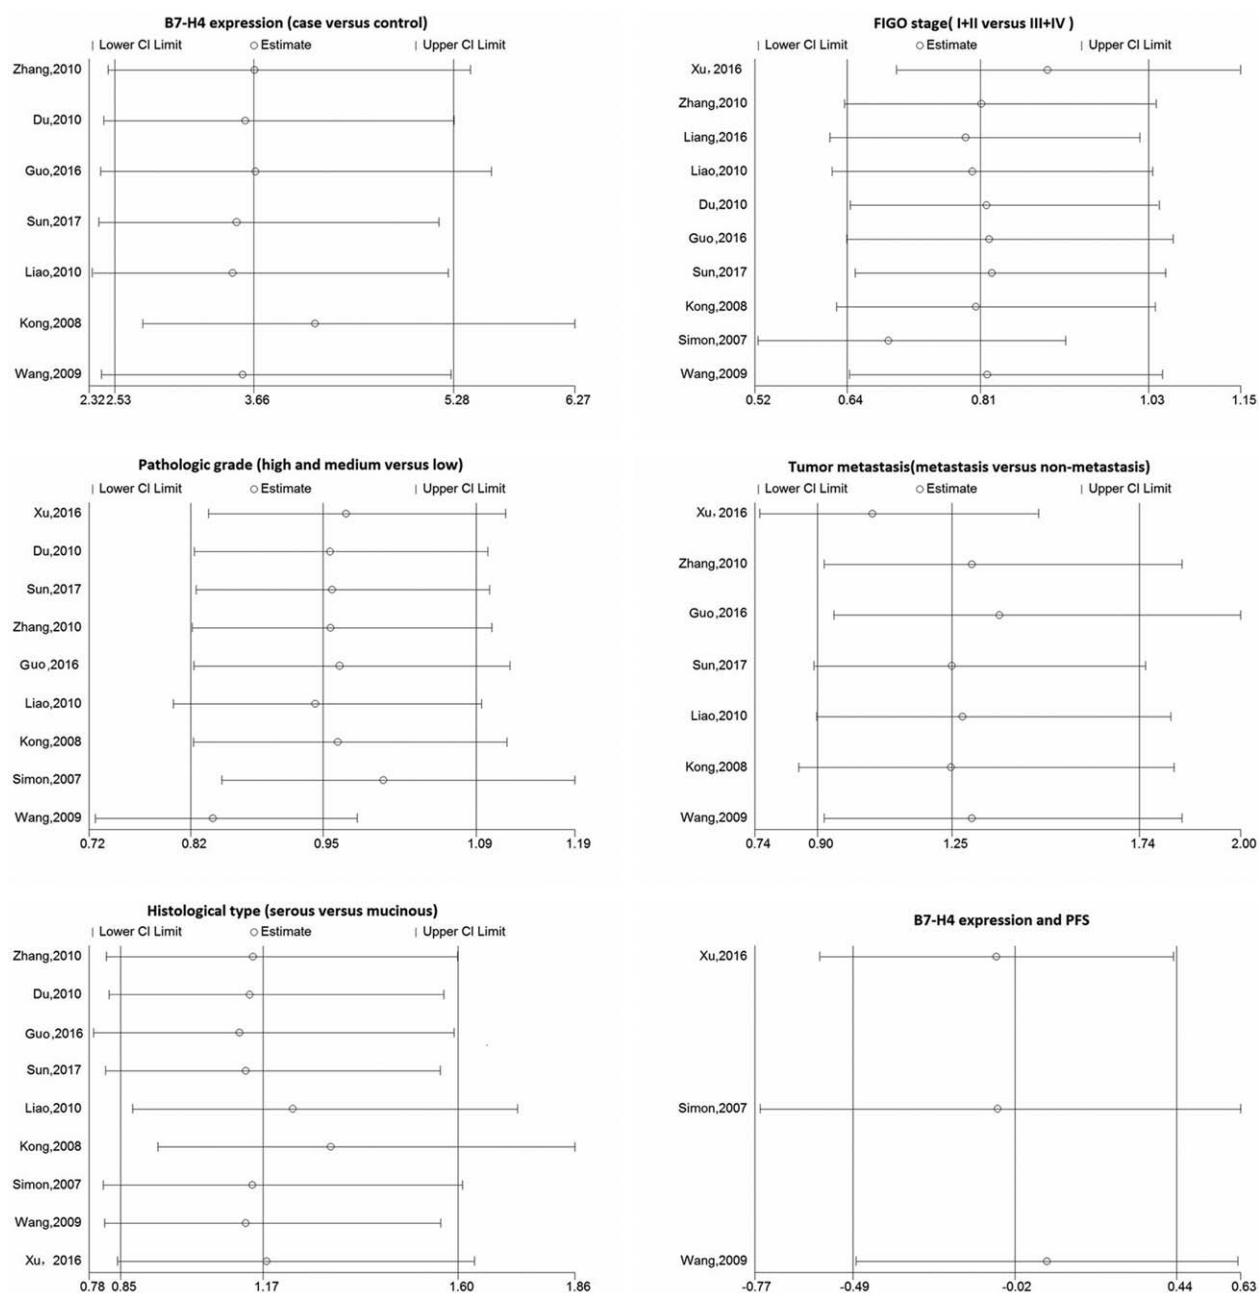 B7-H4 expression (case versus control)
| Lower CI Limit ○ Estimate | Upper CI Limit
Zhang,2010
Du,2010
Guo,2016
Sun,2017
Liao,2010
Kong,2008
Wang,2009
2.32 2.53 3.66 5.28 6.27
FIGO stage( I+II versus III+IV )
| Lower CI Limit ○ Estimate | Upper CI Limit
Xu, 2016
Zhang,2010
Liang,2016
Liao,2010
Du,2010
Guo,2016
Sun,2017
Kong,2008
Simon,2007
Wang,2009
0.52 0.64 0.81 1.03 1.15
Pathologic grade (high and medium versus low)
| Lower CI Limit ○ Estimate | Upper CI Limit
Xu,2016
Du,2010
Sun,2017
Zhang,2010
Guo,2016
Liao,2010
Kong,2008
Simon,2007
Wang,2009
0.72 0.82 0.95 1.09 1.19
Tumor metastasis(metastasis versus non-metastasis)
| Lower CI Limit ○ Estimate | Upper CI Limit
Xu, 2016
Zhang,2010
Guo,2016
Sun,2017
Liao,2010
Kong,2008
Wang,2009
0.74 0.90 1.25 1.74 2.00
Histological type (serous versus mucinous)
| Lower CI Limit ○ Estimate | Upper CI Limit
Zhang,2010
Du,2010
Guo,2016
Sun,2017
Liao,2010
Kong,2008
Simon,2007
Wang,2009
Xu, 2016
0.78 0.85 1.17 1.60 1.86
B7-H4 expression and PFS
Xu,2016
Simon,2007
Wang,2009
-0.77 -0.49 -0.02 0.44 0.63